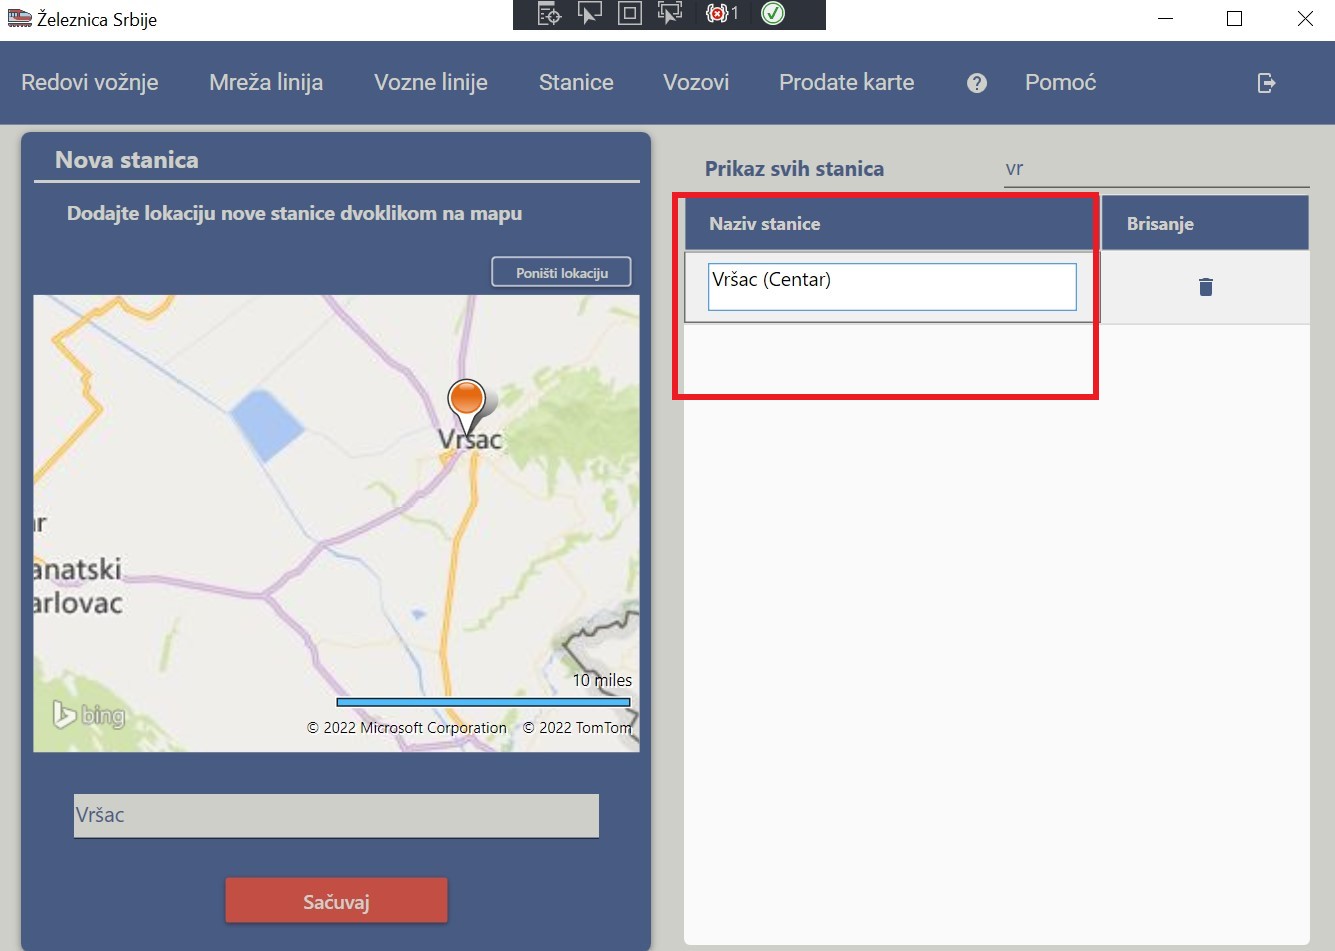 Železnica Srbije
1
Redovi vožnje
Mreža linija
Vozne linije
Stanice
Vozovi
Prodate karte
?
Pomoć
Nova stanica
Dodajte lokaciju nove stanice dvoklikom na mapu
Poništi lokaciju
Vršac
ar
anatski
arlovac
10 miles
bing
© 2022 Microsoft Corporation © 2022 TomTom
Vršac
Sačuvaj
Prikaz svih stanica
vr
Naziv stanice
Brisanje
Vršac (Centar)